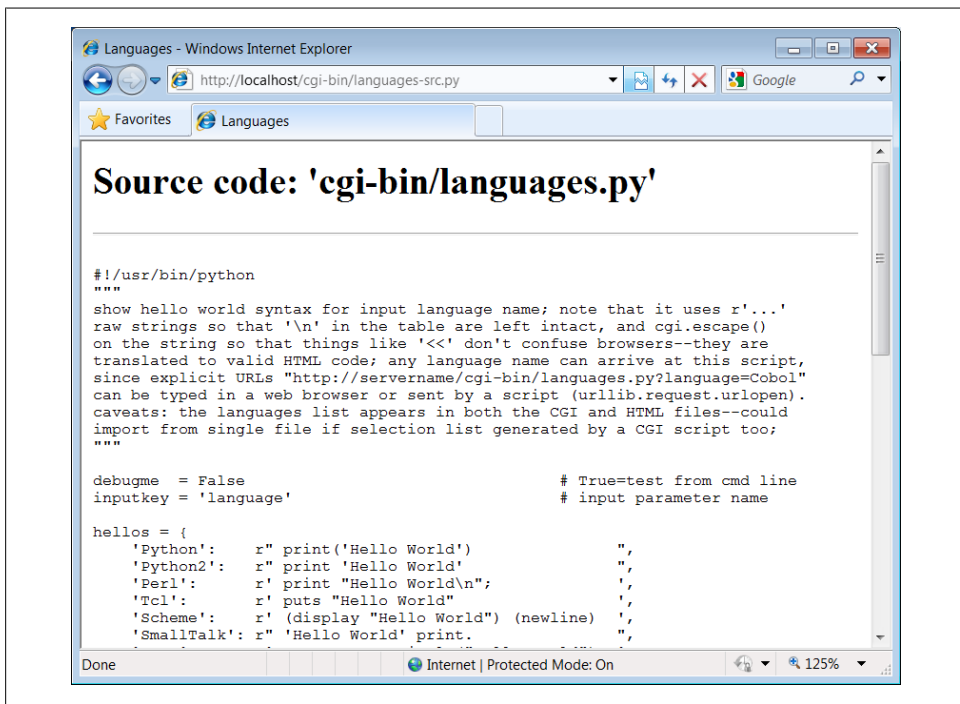 Languages - Windows Internet Explorer
http://localhost/cgi-bin/languages-src.py
Google
Favorites
Languages
Source code: 'cgi-bin/languages.py'
#!/usr/bin/python
"""
show hello world syntax for input language name; note that it uses r'...'
raw strings so that '\n' in the table are left intact, and cgi.escape()
on the string so that things like '<<' don't confuse browsers--they are
translated to valid HTML code; any language name can arrive at this script,
since explicit URLs "http://servername/cgi-bin/languages.py?language=Cobol"
can be typed in a web browser or sent by a script (urllib.request.urlopen).
caveats: the languages list appears in both the CGI and HTML files--could
import from single file if selection list generated by a CGI script too;
"""
debugme  = False                                # True=test from cmd line
inputkey = 'language'                           # input parameter name
hellos = {
    'Python':    r" print('Hello World')               ",
    'Python2':   r" print 'Hello World'                ",
    'Perl':      r' print "Hello World\n";             ',
    'Tcl':       r' puts "Hello World"                 ',
    'Scheme':    r' (display "Hello World") (newline)  ',
    'SmallTalk': r" 'Hello World' print.               ",
Done
Internet | Protected Mode: On
125%